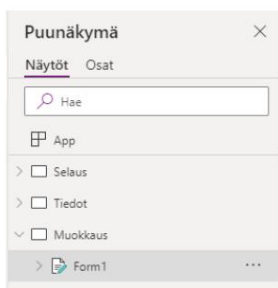 Puunäkymä
Näytöt Osat
Hae
App
Selaus
Tiedot
Muokkaus
Form1